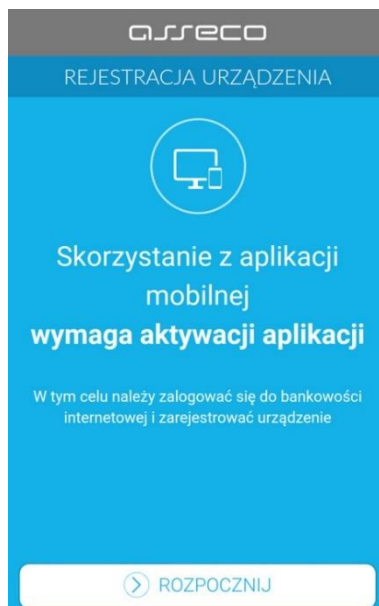 asseco
REJESTRACJA URZĄDZENIA
Skorzystanie z aplikacji
mobilnej
wymaga aktywacji aplikacji
W tym celu należy zalogować się do bankowości
internetowej i zarejestrować urządzenie
ROZPOCZNIJ